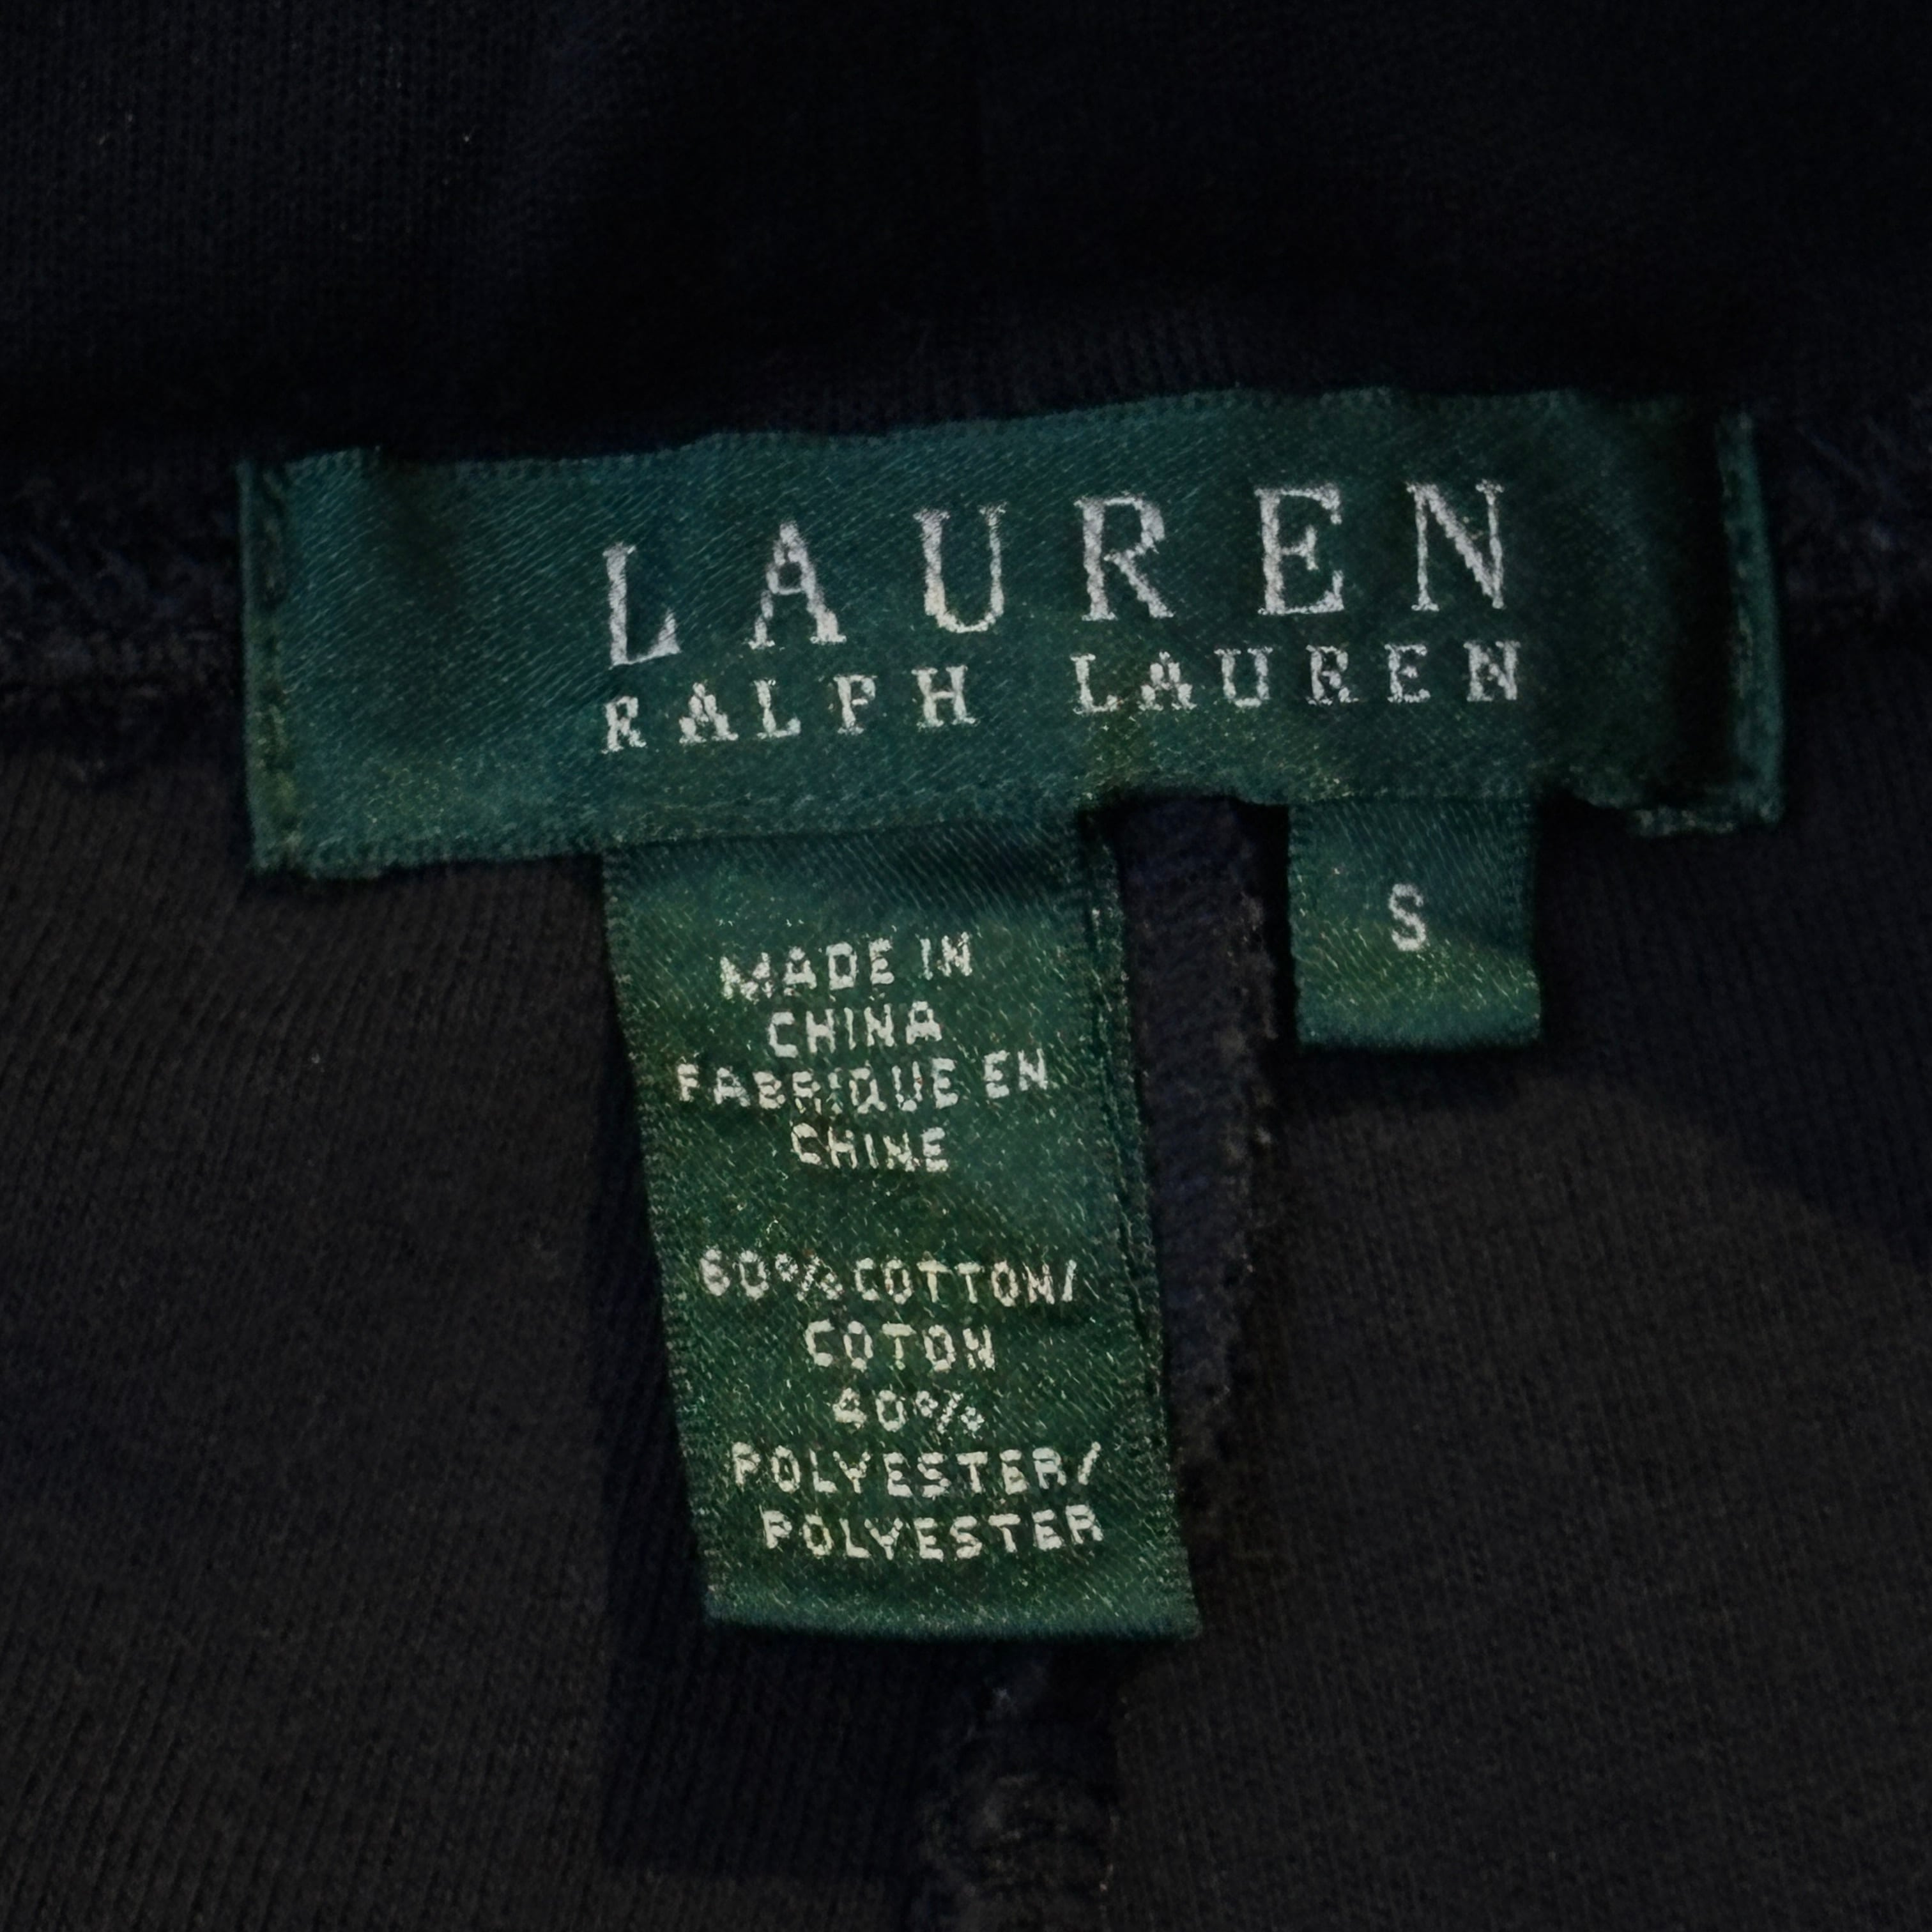 LAUREN
RALPH LAUREN
S
MADE IN
CHINA
FABRIQUE EN
CHINE
60% COTTON/
COTON
40%
POLYESTER/
POLYESTER